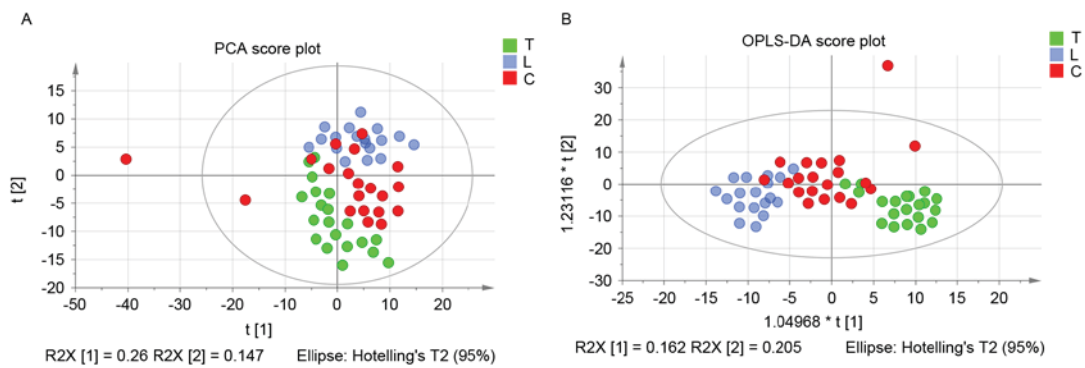 A
PCA score plot
T
L
C
15
10
5
0
-5
-10
-15
-20
t [2]
-50 -40 -30 -20 -10 0 10 20
t [1]
R2X [1] = 0.26 R2X [2] = 0.147 Ellipse: Hotelling's T2 (95%)
B
OPLS-DA score plot
T
L
C
30
20
10
0
-10
-20
-30
1.23116 * t [2]
-25 -20 -15 -10 -5 0 5 10 15 20
1.04968 * t [1]
R2X [1] = 0.162 R2X [2] = 0.205 Ellipse: Hotelling's T2 (95%)